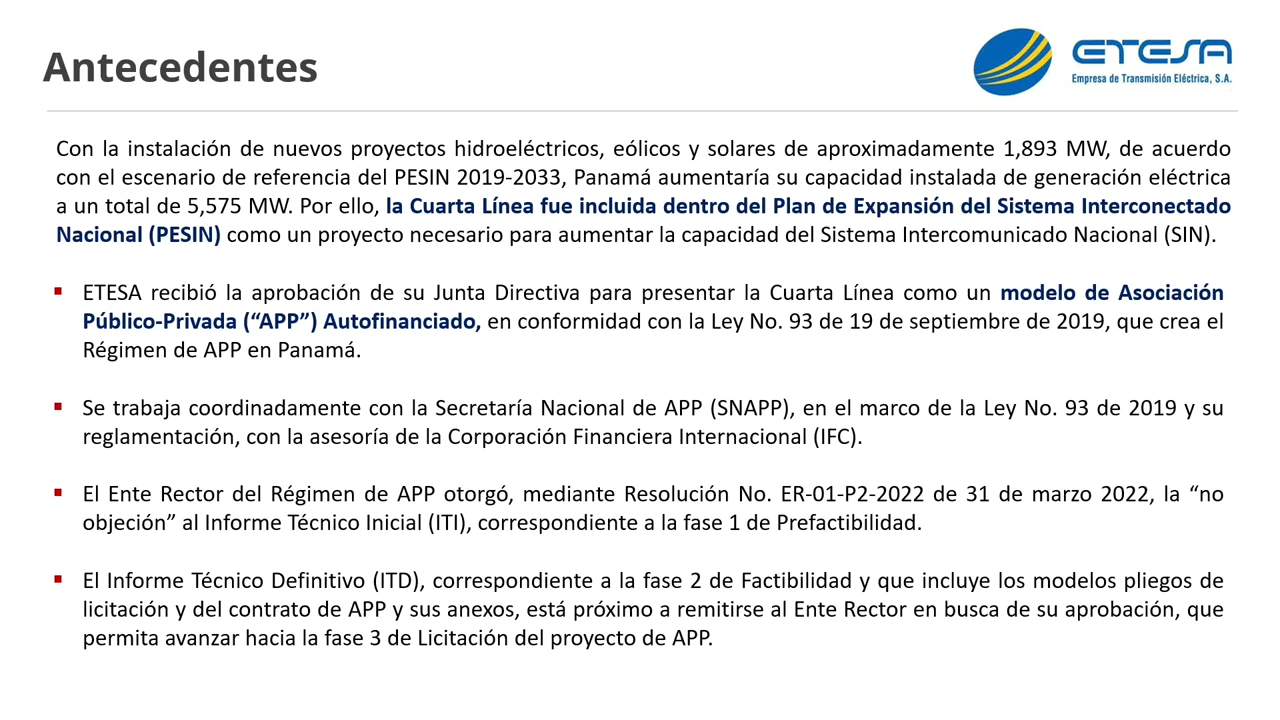 Antecedentes
ETESA
Empresa de Transmisión Eléctrica, S.A.
Con la instalación de nuevos proyectos hidroeléctricos, eólicos y solares de aproximadamente 1,893 MW, de acuerdo
con el escenario de referencia del PESIN 2019-2033, Panamá aumentaría su capacidad instalada de generación eléctrica
a un total de 5,575 MW. Por ello, la Cuarta Línea fue incluida dentro del Plan de Expansión del Sistema Interconectado
Nacional (PESIN) como un proyecto necesario para aumentar la capacidad del Sistema Intercomunicado Nacional (SIN).
▪ ETESA recibió la aprobación de su Junta Directiva para presentar la Cuarta Línea como un modelo de Asociación
Público-Privada (“APP”) Autofinanciado, en conformidad con la Ley No. 93 de 19 de septiembre de 2019, que crea el
Régimen de APP en Panamá.
▪ Se trabaja coordinadamente con la Secretaría Nacional de APP (SNAPP), en el marco de la Ley No. 93 de 2019 y su
reglamentación, con la asesoría de la Corporación Financiera Internacional (IFC).
▪ El Ente Rector del Régimen de APP otorgó, mediante Resolución No. ER-01-P2-2022 de 31 de marzo 2022, la “no
objeción” al Informe Técnico Inicial (ITI), correspondiente a la fase 1 de Prefactibilidad.
▪ El Informe Técnico Definitivo (ITD), correspondiente a la fase 2 de Factibilidad y que incluye los modelos pliegos de
licitación y del contrato de APP y sus anexos, está próximo a remitirse al Ente Rector en busca de su aprobación, que
permita avanzar hacia la fase 3 de Licitación del proyecto de APP.